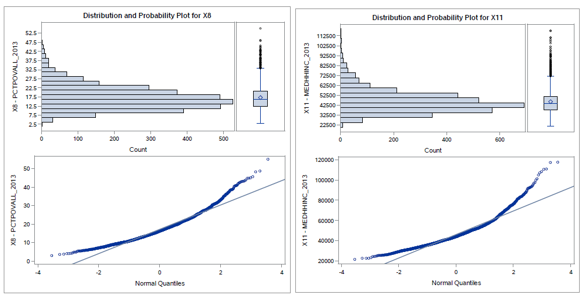 Distribution and Probability Plot for X8
X8 - PCTPOVALL_2013
52.5
47.5
42.5
37.5
32.5
27.5
22.5
17.5
12.5
7.5
2.5
0 100 200 300 400 500
Count
X8 - PCTPOVALL_2013
50
40
30
20
10
0
-4 -2 0 2 4
Normal Quantiles
Distribution and Probability Plot for X11
X11 - MEDHHINC_2013
112500
102500
92500
82500
72500
62500
52500
42500
32500
22500
0 200 400 600
Count
X11 - MEDHHINC_2013
120000
100000
80000
60000
40000
20000
-4 -2 0 2 4
Normal Quantiles